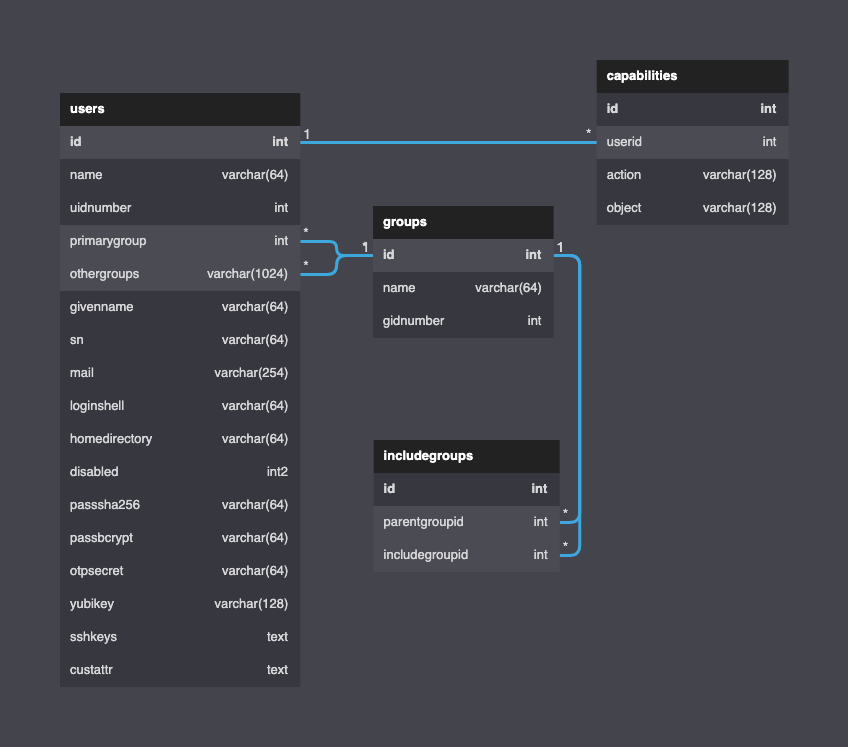 users
id int
name varchar(64)
uidnumber int
primarygroup int
othergroups varchar(1024)
givenname varchar(64)
sn varchar(64)
mail varchar(254)
loginshell varchar(64)
homedirectory varchar(64)
disabled int2
passsha256 varchar(64)
passbcrypt varchar(64)
otpsecret varchar(64)
yubikey varchar(128)
sshkeys text
custattr text
1 *
* 1
*
groups
id int
name varchar(64)
gidnumber int
1
*
*
includegroups
id int
parentgroupid int
includegroupid int
capabilities
id int
userid int
action varchar(128)
object varchar(128)